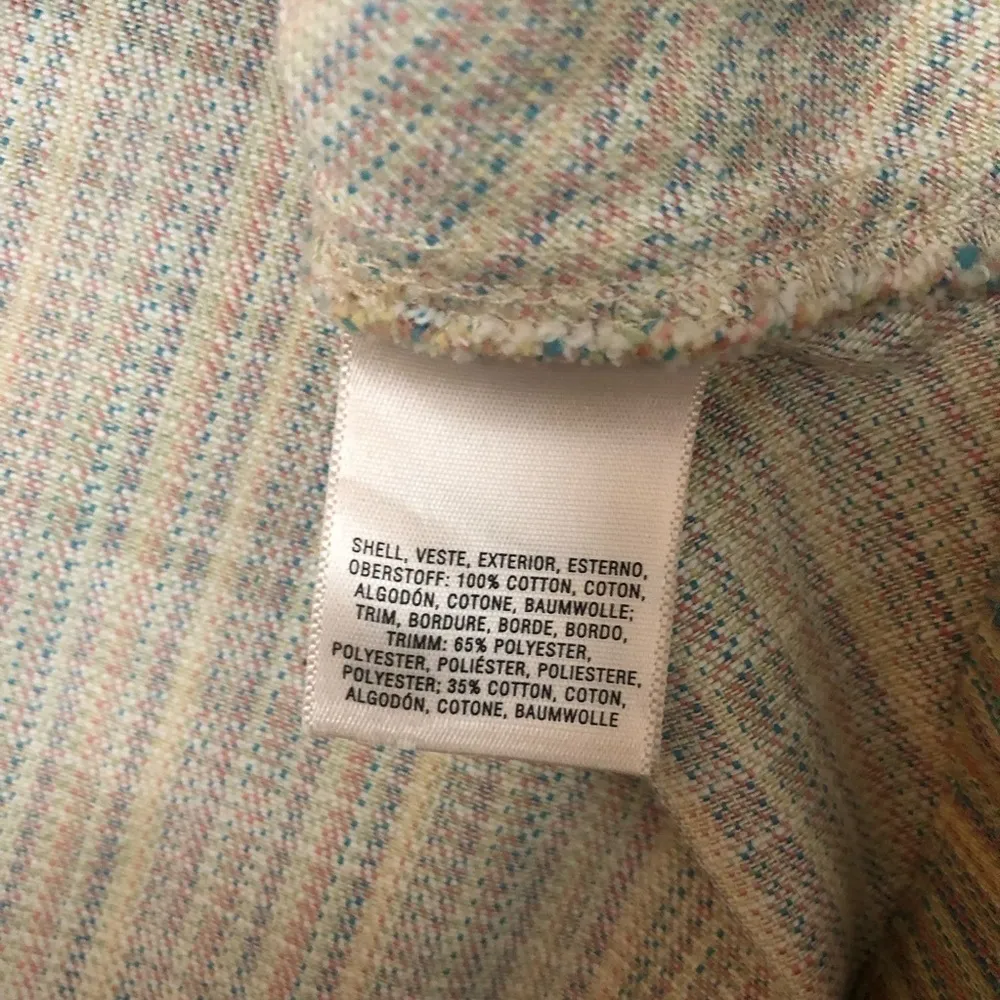 SHELL, VESTE, EXTERIOR, ESTERNO,
OBERSTOFF: 100% COTTON, COTON,
ALGODÓN, COTONE, BAUMWOLLE;
TRIM, BORDURE, BORDE, BORDO,
TRIMM: 65% POLYESTER,
POLYESTER, POLIÉSTER, POLIESTERE,
POLYESTER; 35% COTTON, COTON,
ALGODÓN, COTONE, BAUMWOLLE